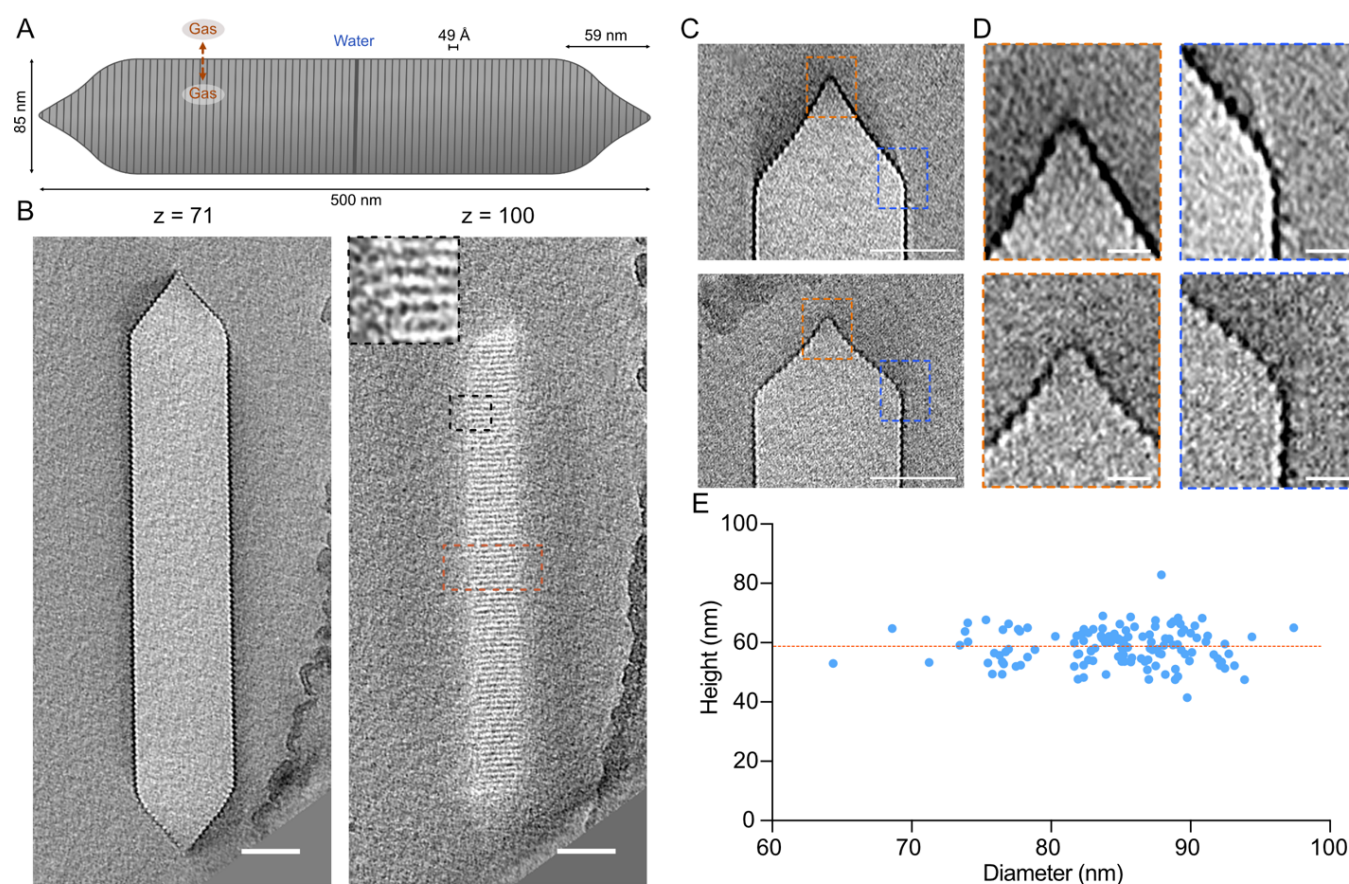 A
Gas
Gas
Water
49 Å
59 nm
85 nm
500 nm
B
z = 71
z = 100
C
D
E
100
80
60
40
20
0
Height (nm)
60
70
80
90
100
Diameter (nm)